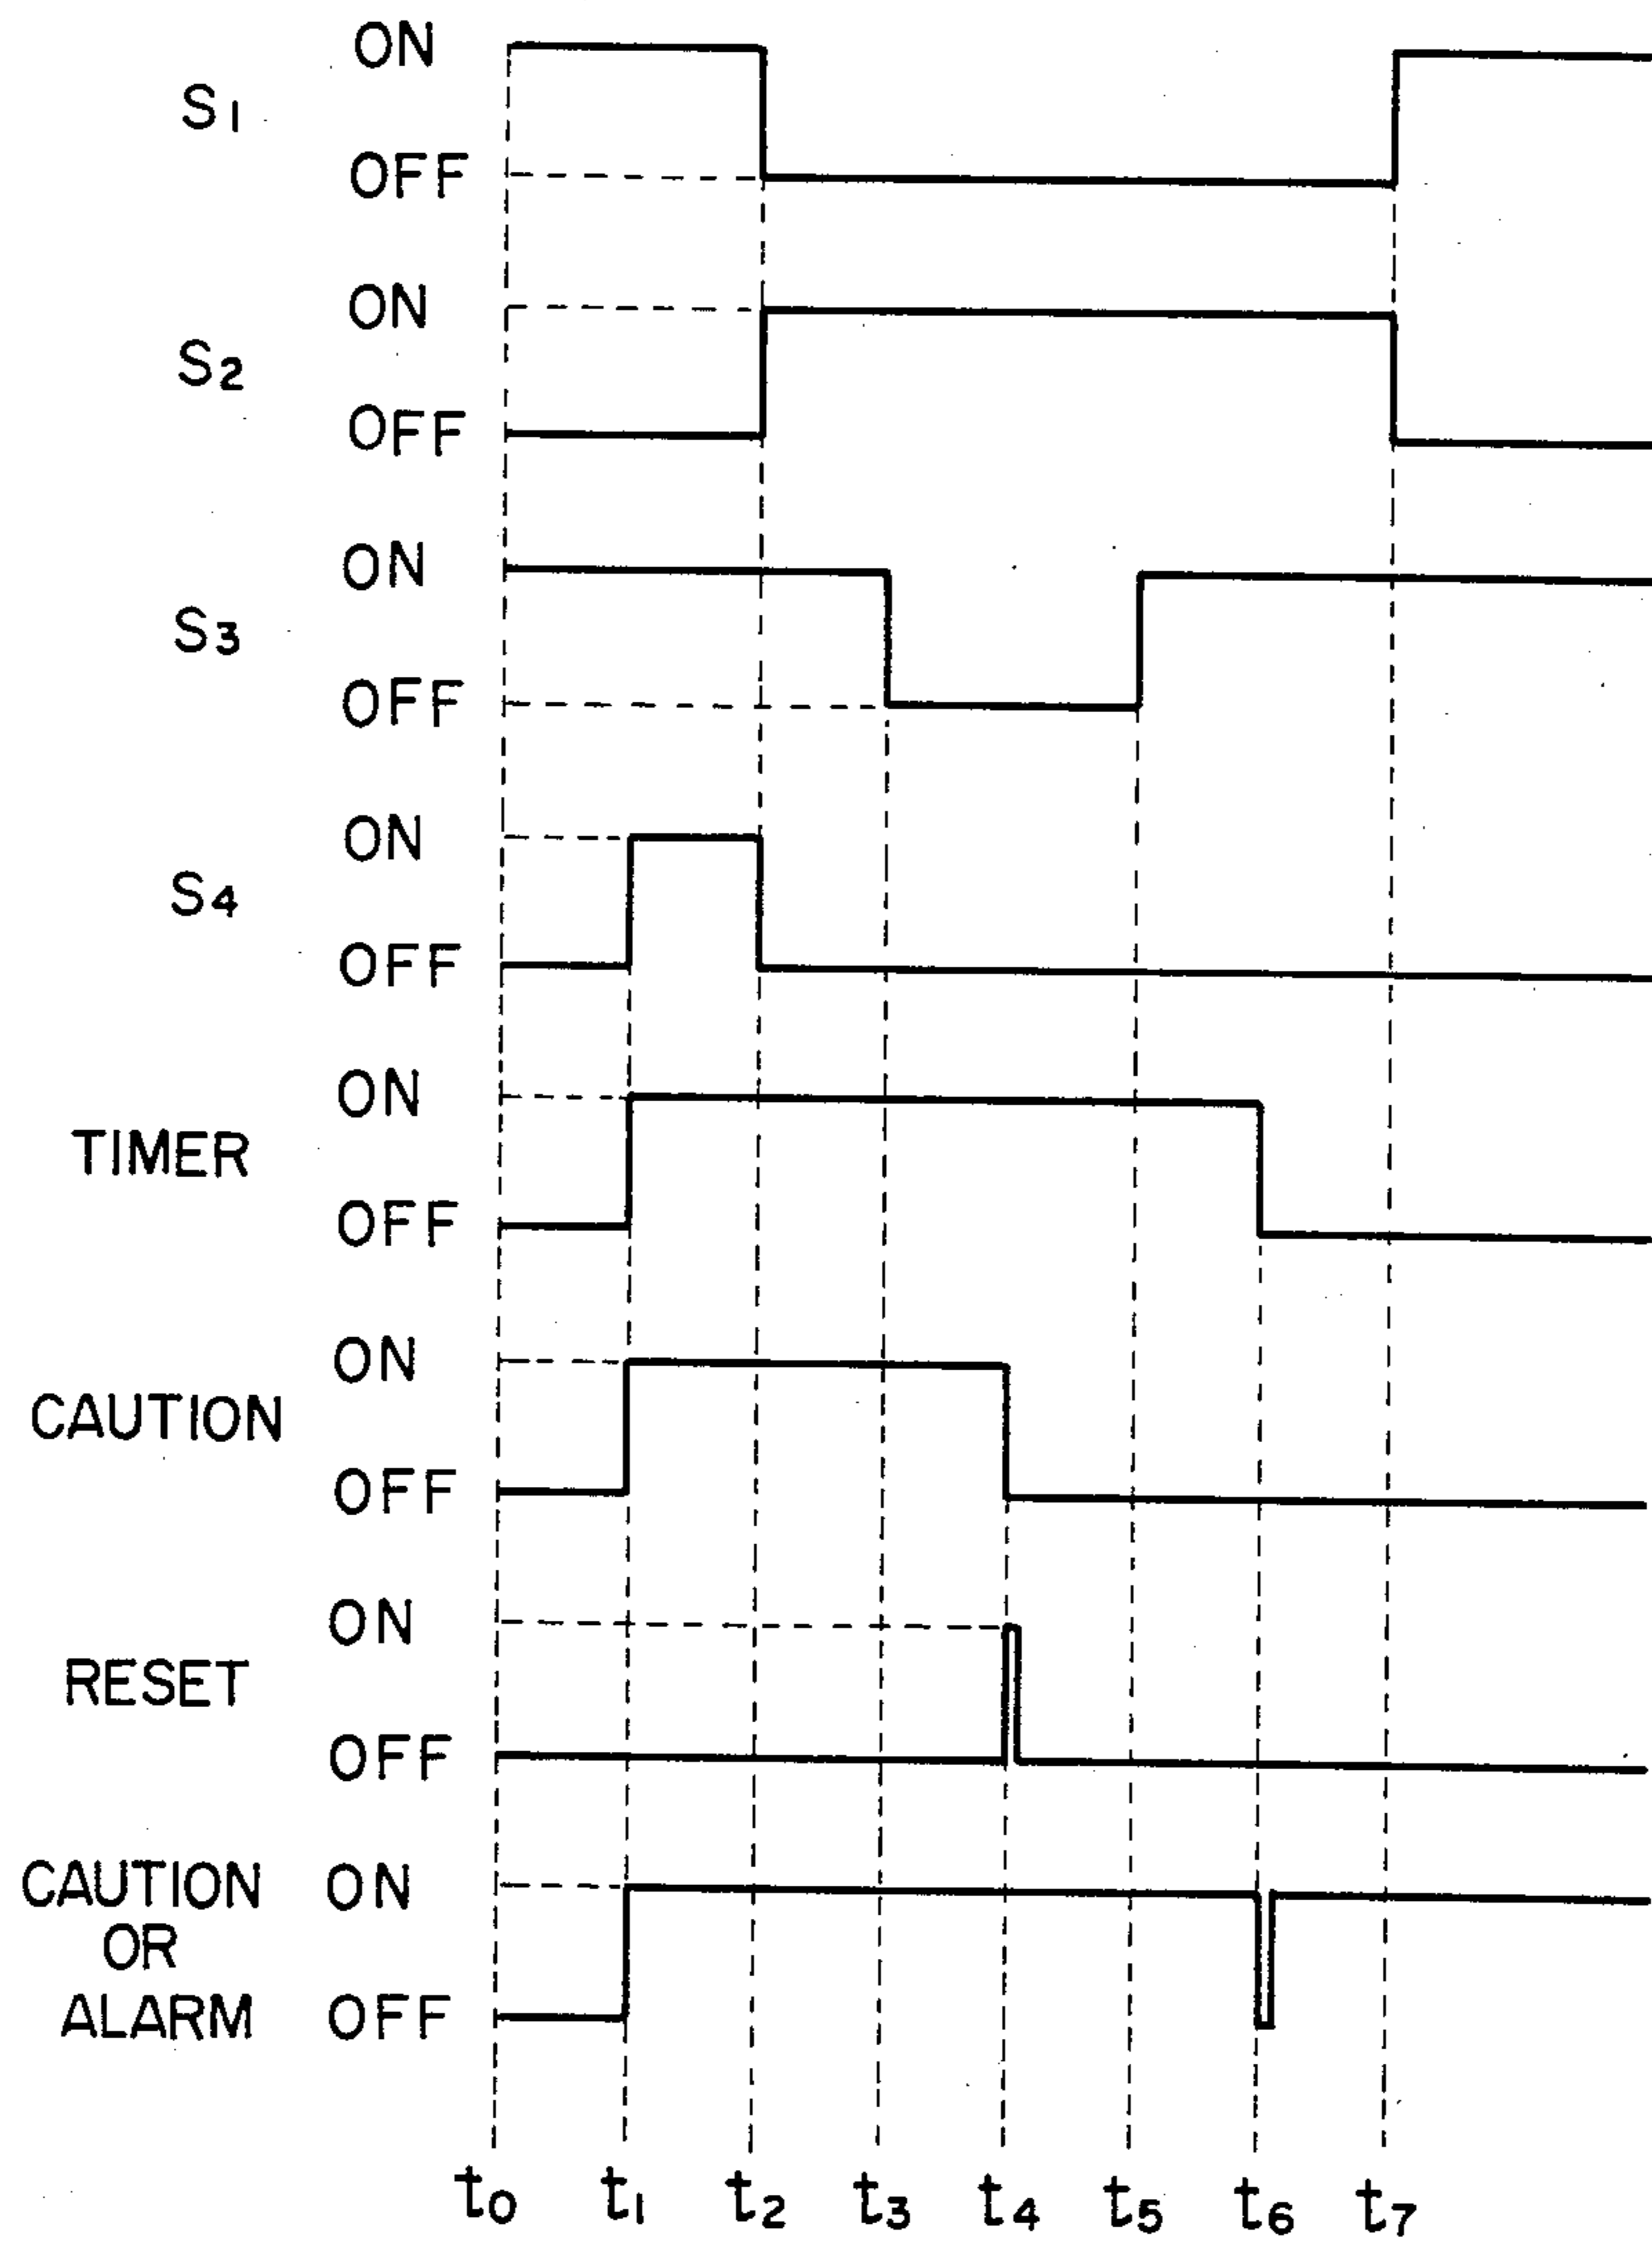 ON
S1
OFF
ON
S2
OFF
ON
S3
OFF
ON
S4
OFF
ON
TIMER
OFF
ON
CAUTION
OFF
ON
RESET
OFF
CAUTION ON
OR
ALARM OFF
t0 t1 t2 t3 t4 t5 t6 t7